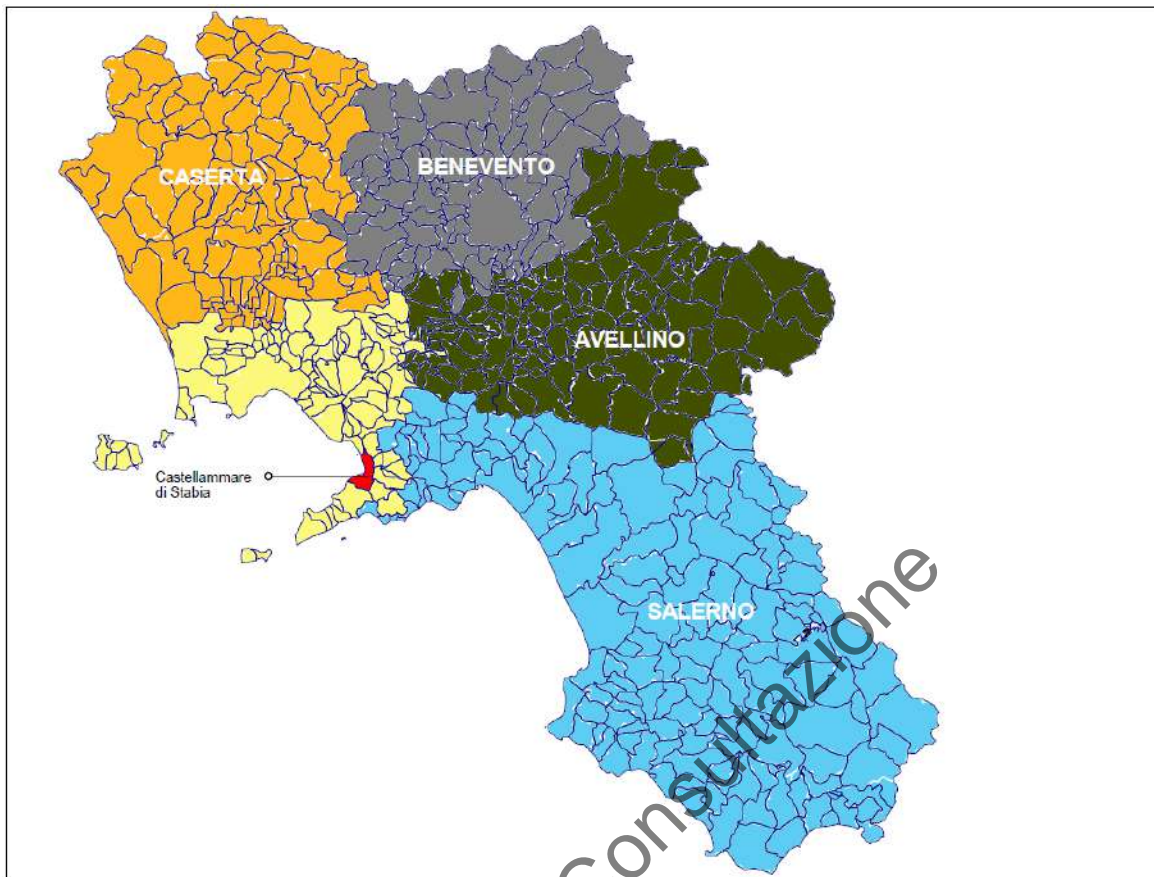 BENEVENTO
CASERTA
AVELLINO
Castellammare
di Stabia
SALERNO
Consultazione